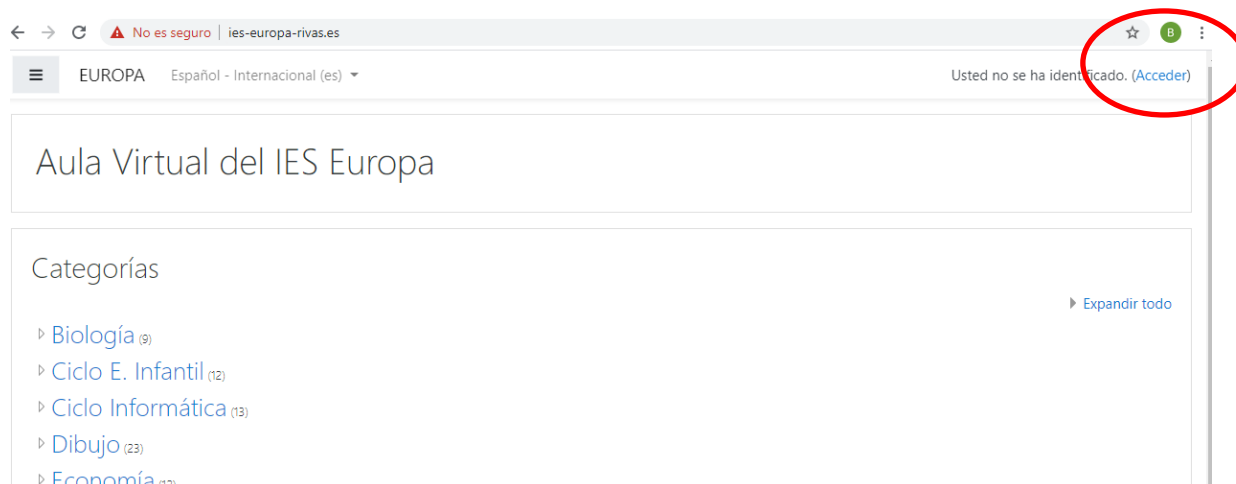 No es seguro | ies-europa-rivas.es B
EUROPA Español - Internacional (es) Usted no se ha identificado. (Acceder)
Aula Virtual del IES Europa
Categorías
Expandir todo
Biología (9)
Ciclo E. Infantil (12)
Ciclo Informática (13)
Dibujo (23)
Economía